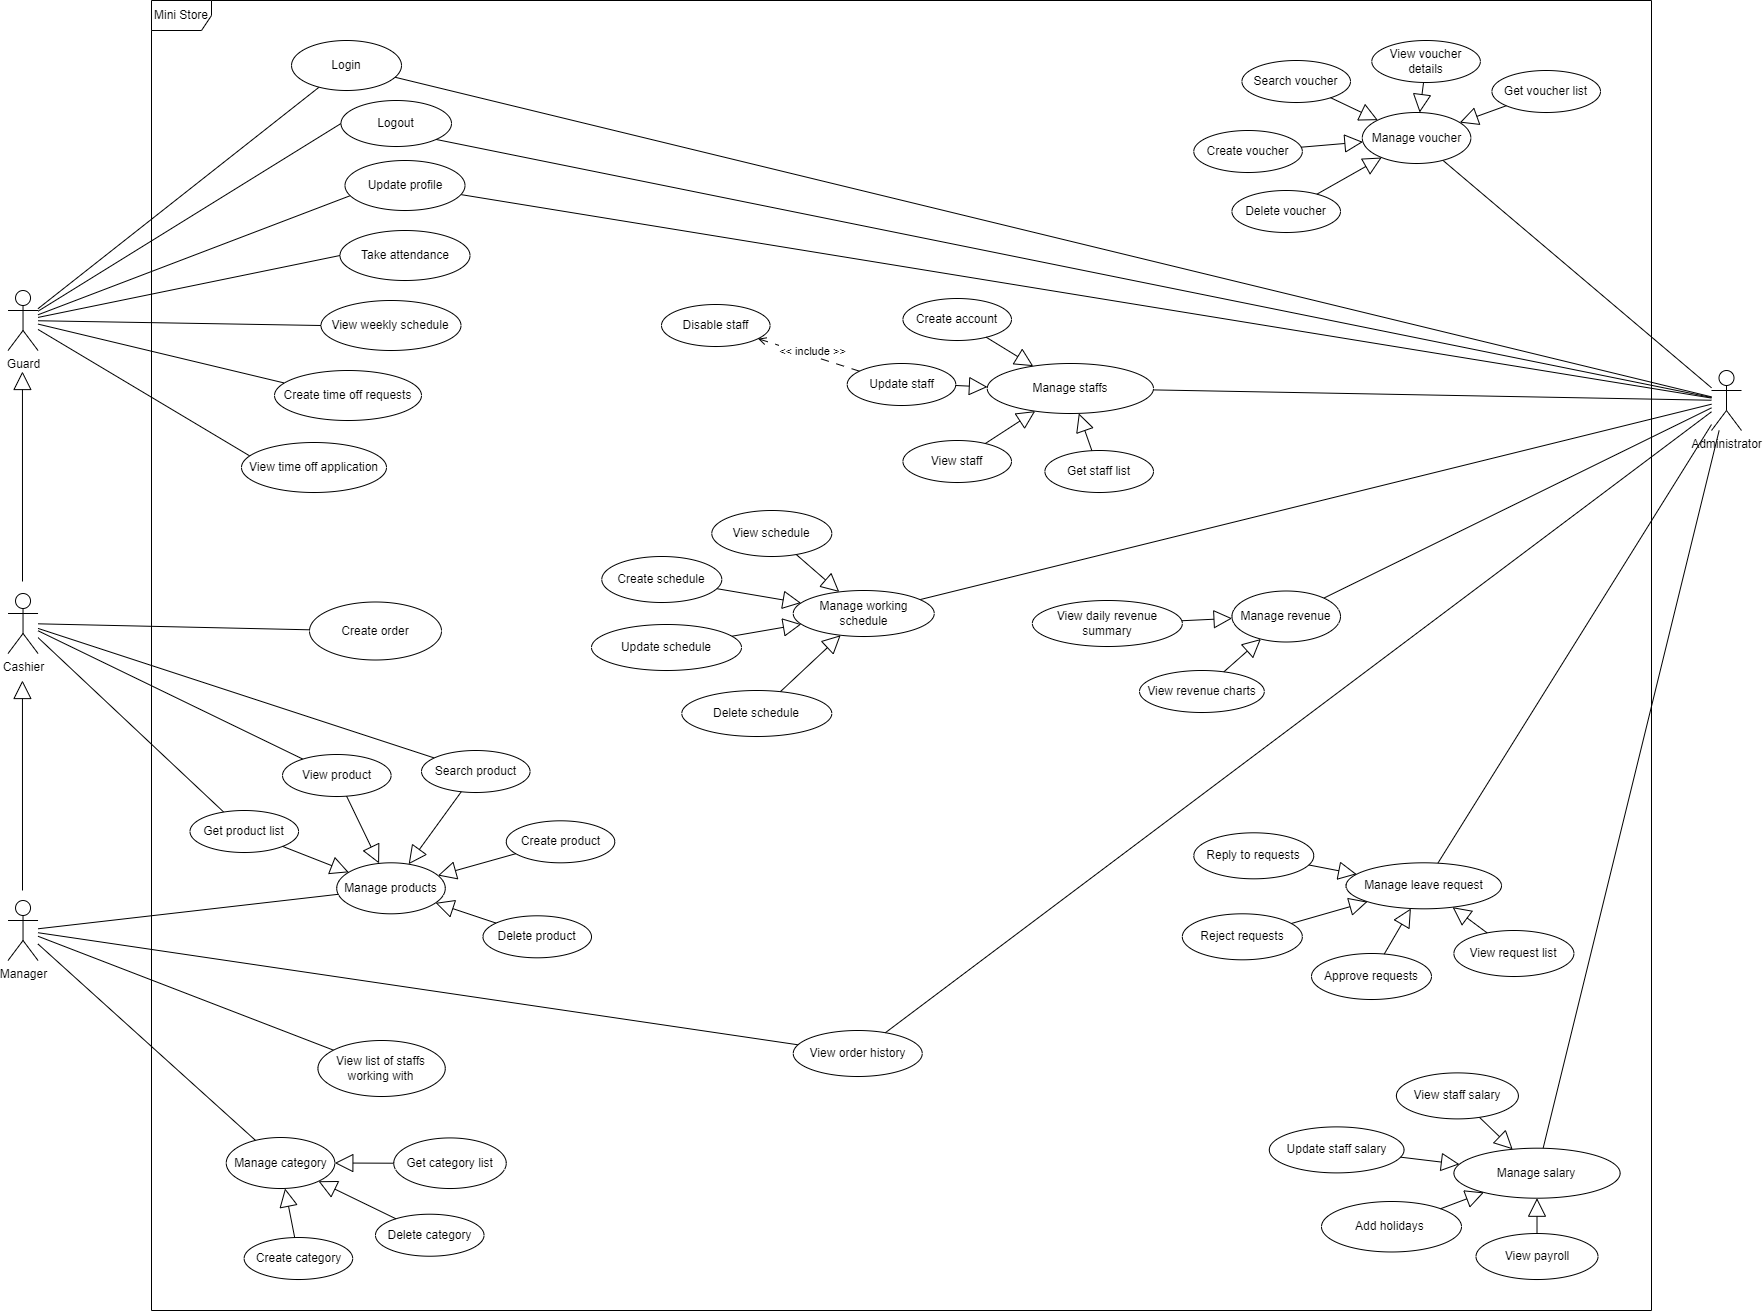 Mini Store
Login
Logout
Update profile
Take attendance
View weekly schedule
Create time off requests
View time off application
Guard
Search voucher
View voucher
details
Get voucher list
Manage voucher
Create voucher
Delete voucher
Disable staff
<< include >>
Create account
Update staff
Manage staffs
View staff
Get staff list
Administrator
View schedule
Create schedule
Manage working
schedule
Update schedule
Delete schedule
View daily revenue
summary
Manage revenue
View revenue charts
Cashier
Create order
View product
Search product
Get product list
Create product
Manage products
Delete product
Manager
Reply to requests
Manage leave request
Reject requests
Approve requests
View request list
View order history
View list of staffs
working with
Manage category
Get category list
Delete category
Create category
View staff salary
Update staff salary
Manage salary
Add holidays
View payroll